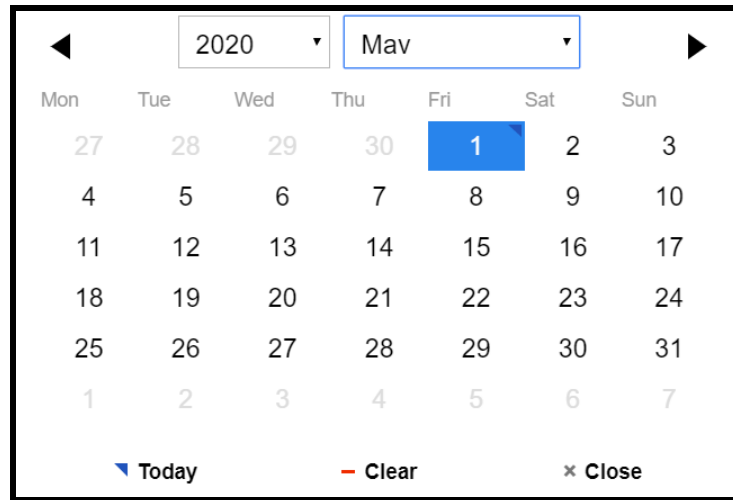 2020 May
Mon Tue Wed Thu Fri Sat Sun
27 28 29 30 1 2 3
4 5 6 7 8 9 10
11 12 13 14 15 16 17
18 19 20 21 22 23 24
25 26 27 28 29 30 31
1 2 3 4 5 6 7
Today Clear Close